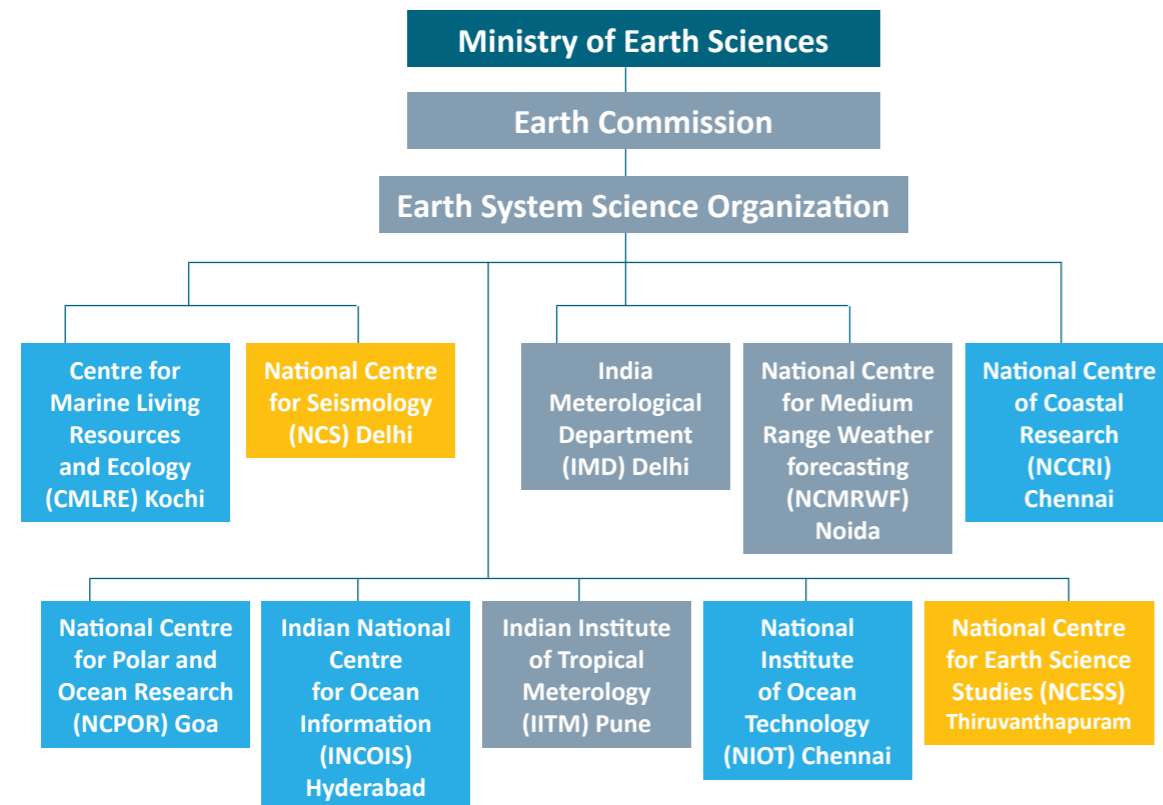 Ministry of Earth Sciences
Earth Commission
Earth System Science Organization
Centre for
Marine Living
Resources
and Ecology
(CMLRE) Kochi
National Centre
for Seismology
(NCS) Delhi
India
Meterological
Department
(IMD) Delhi
National Centre
for Medium
Range Weather
forecasting
(NCMRWF)
Noida
National Centre
of Coastal
Research
(NCCRI)
Chennai
National Centre
for Polar and
Ocean Research
(NCPOR) Goa
Indian National
Centre
for Ocean
Information
(INCOIS)
Hyderabad
Indian Institute
of Tropical
Meterology
(IITM) Pune
National
Institute
of Ocean
Technology
(NIOT) Chennai
National Centre
for Earth Science
Studies (NCESS)
Thiruvanthapuram